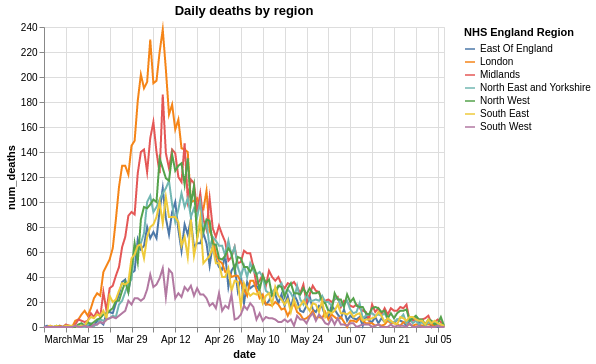 Daily deaths by region
num_deaths
240
220
200
180
160
140
120
100
80
60
40
20
0
March Mar 15 Mar 29 Apr 12 Apr 26 May 10 May 24 Jun 07 Jun 21 Jul 05
date
NHS England Region
East Of England
London
Midlands
North East and Yorkshire
North West
South East
South West